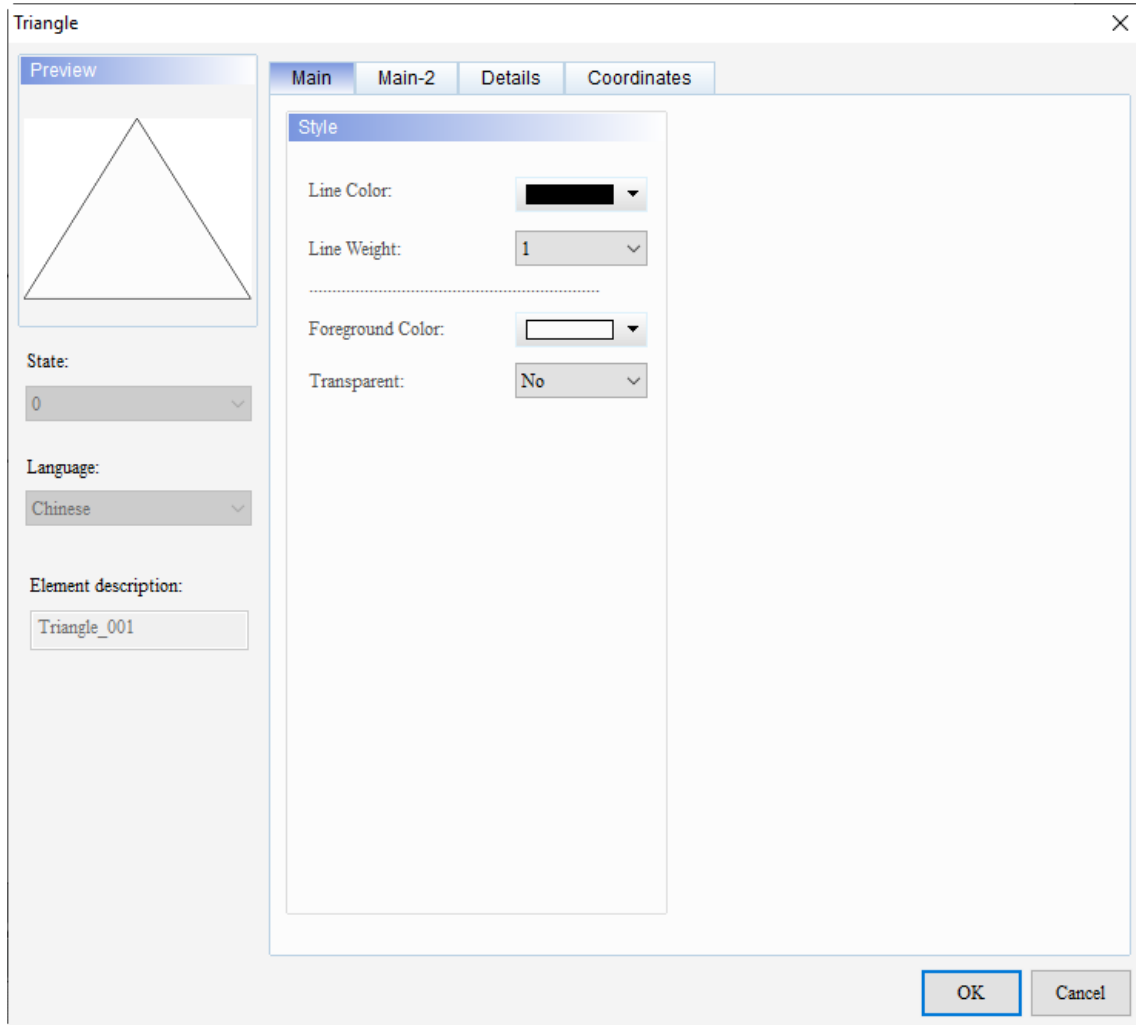 Triangle
Preview
Main Main-2 Details Coordinates
Style
Line Color:
Line Weight: 1
Foreground Color:
Transparent: No
State:
0
Language:
Chinese
Element description:
Triangle_001
OK Cancel